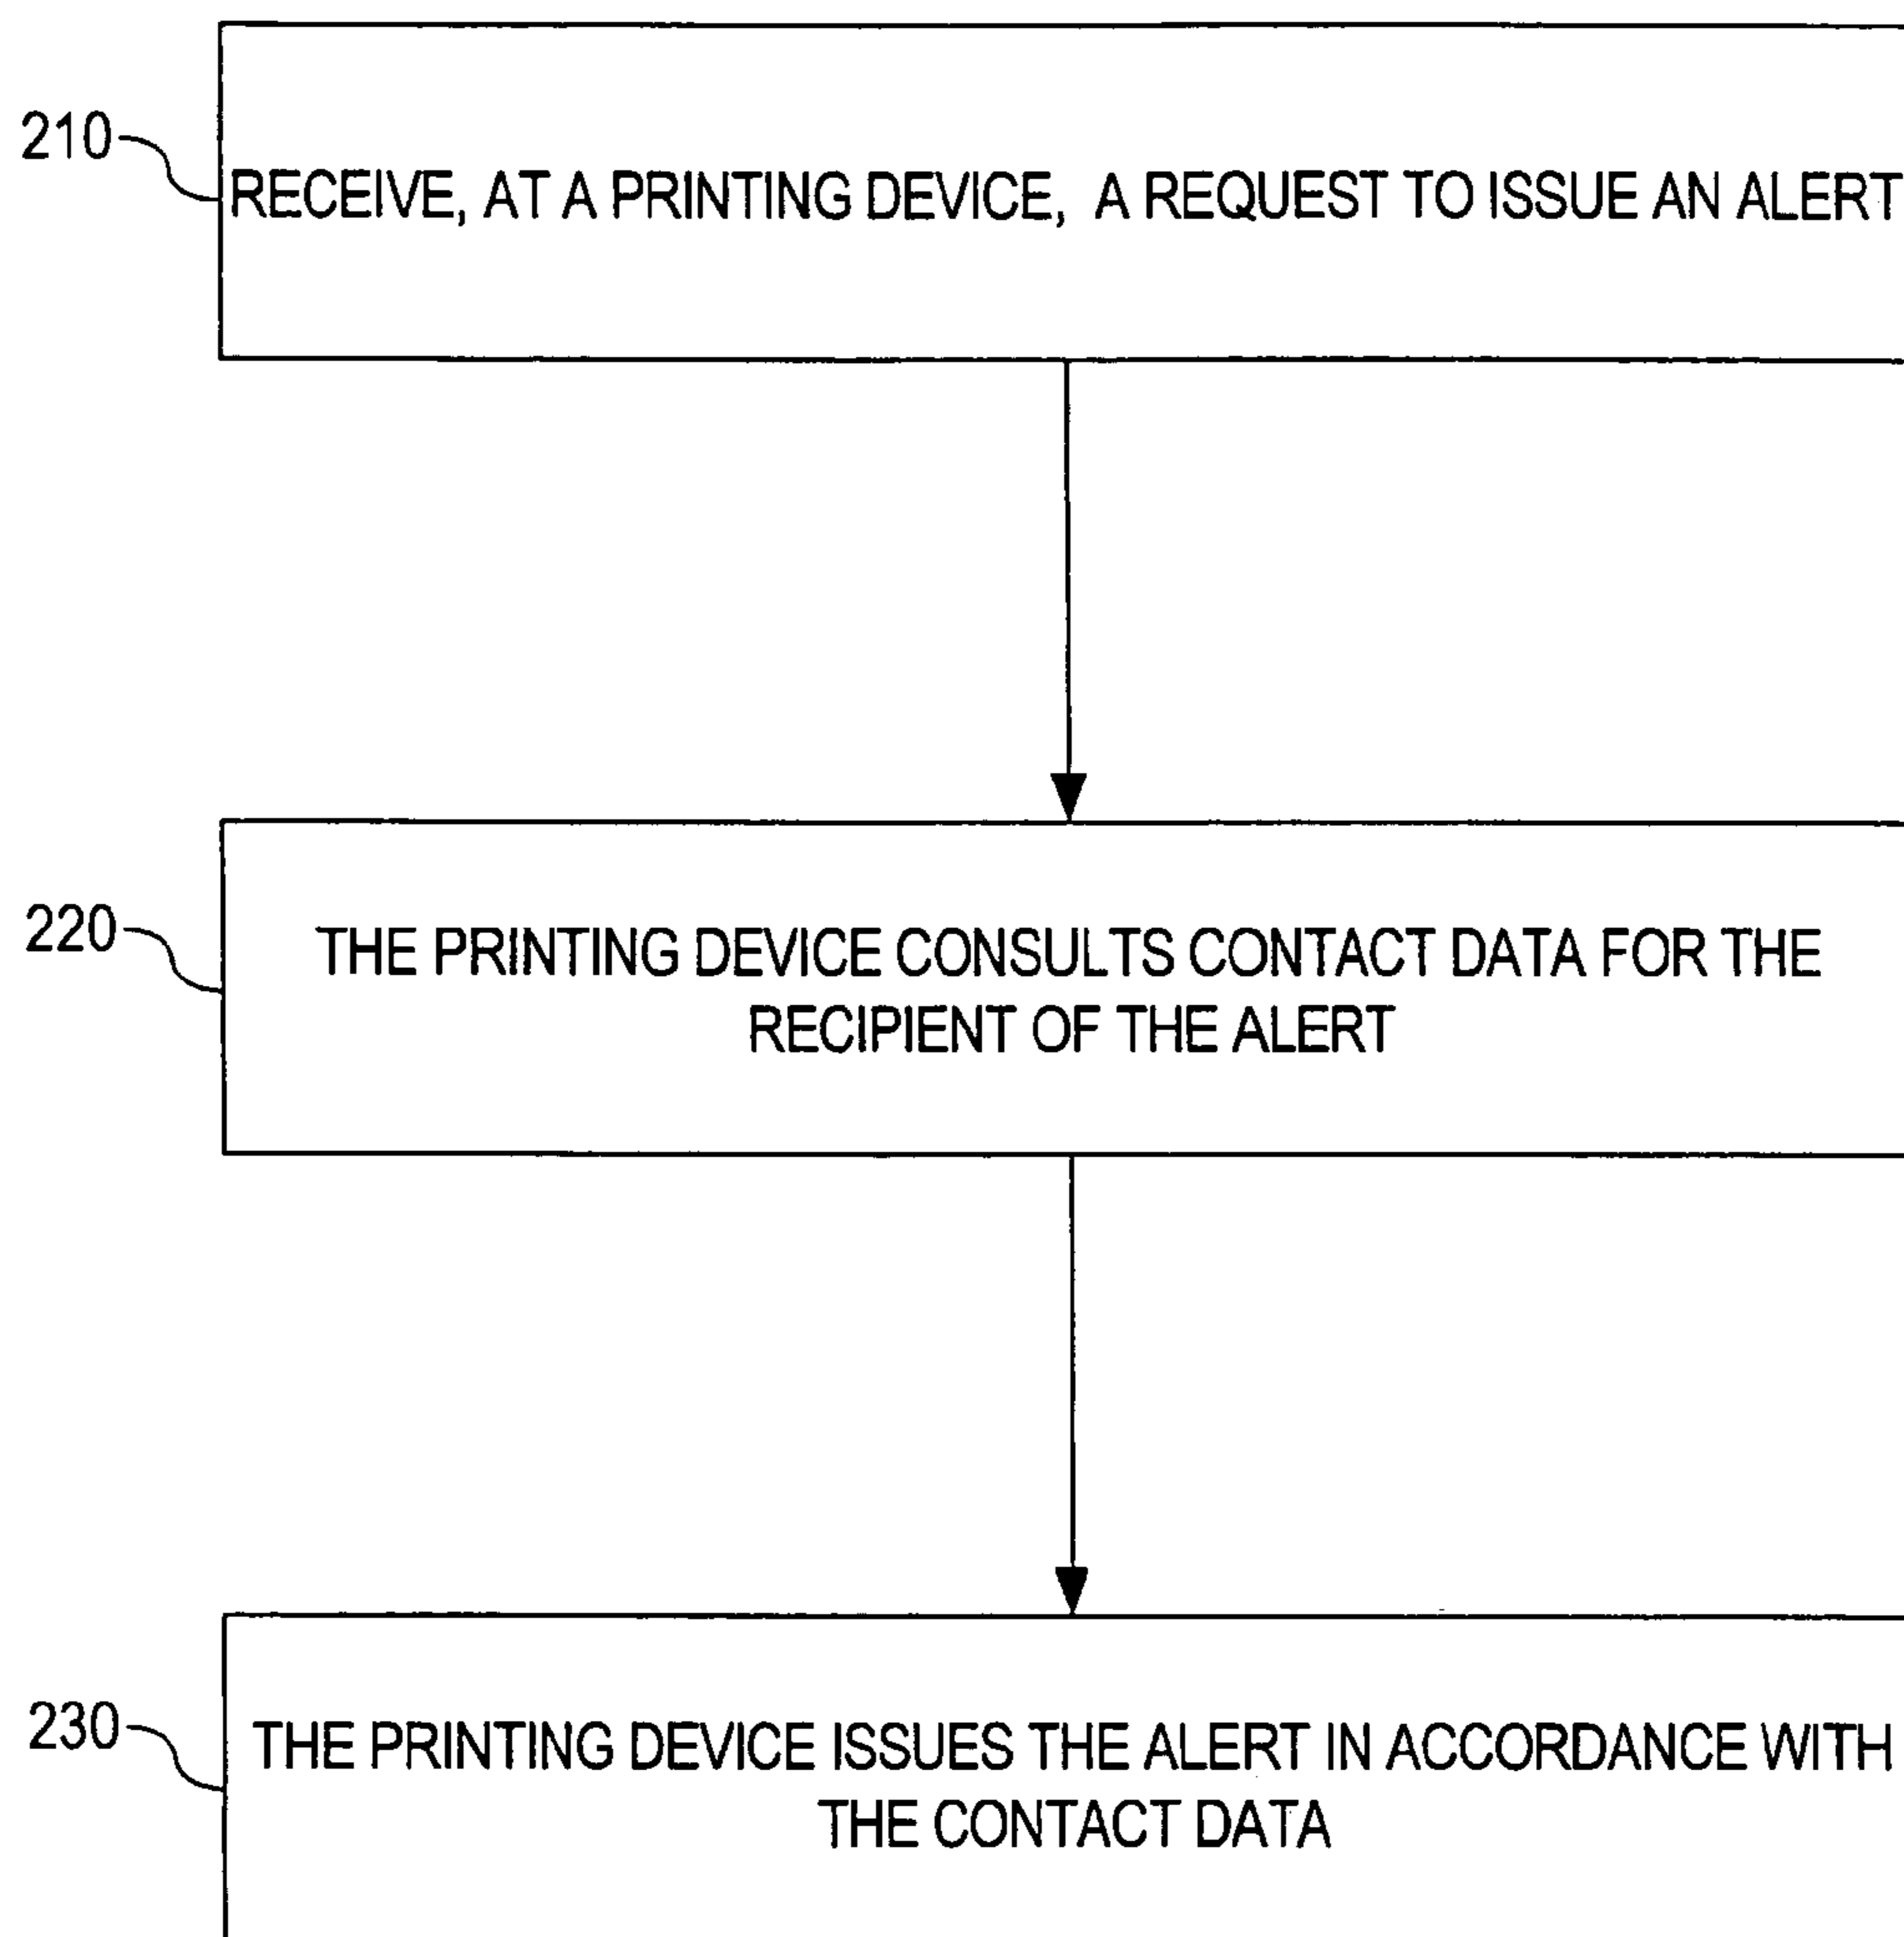 210
RECEIVE, AT A PRINTING DEVICE, A REQUEST TO ISSUE AN ALERT
220
THE PRINTING DEVICE CONSULTS CONTACT DATA FOR THE
RECIPIENT OF THE ALERT
230
THE PRINTING DEVICE ISSUES THE ALERT IN ACCORDANCE WITH
THE CONTACT DATA